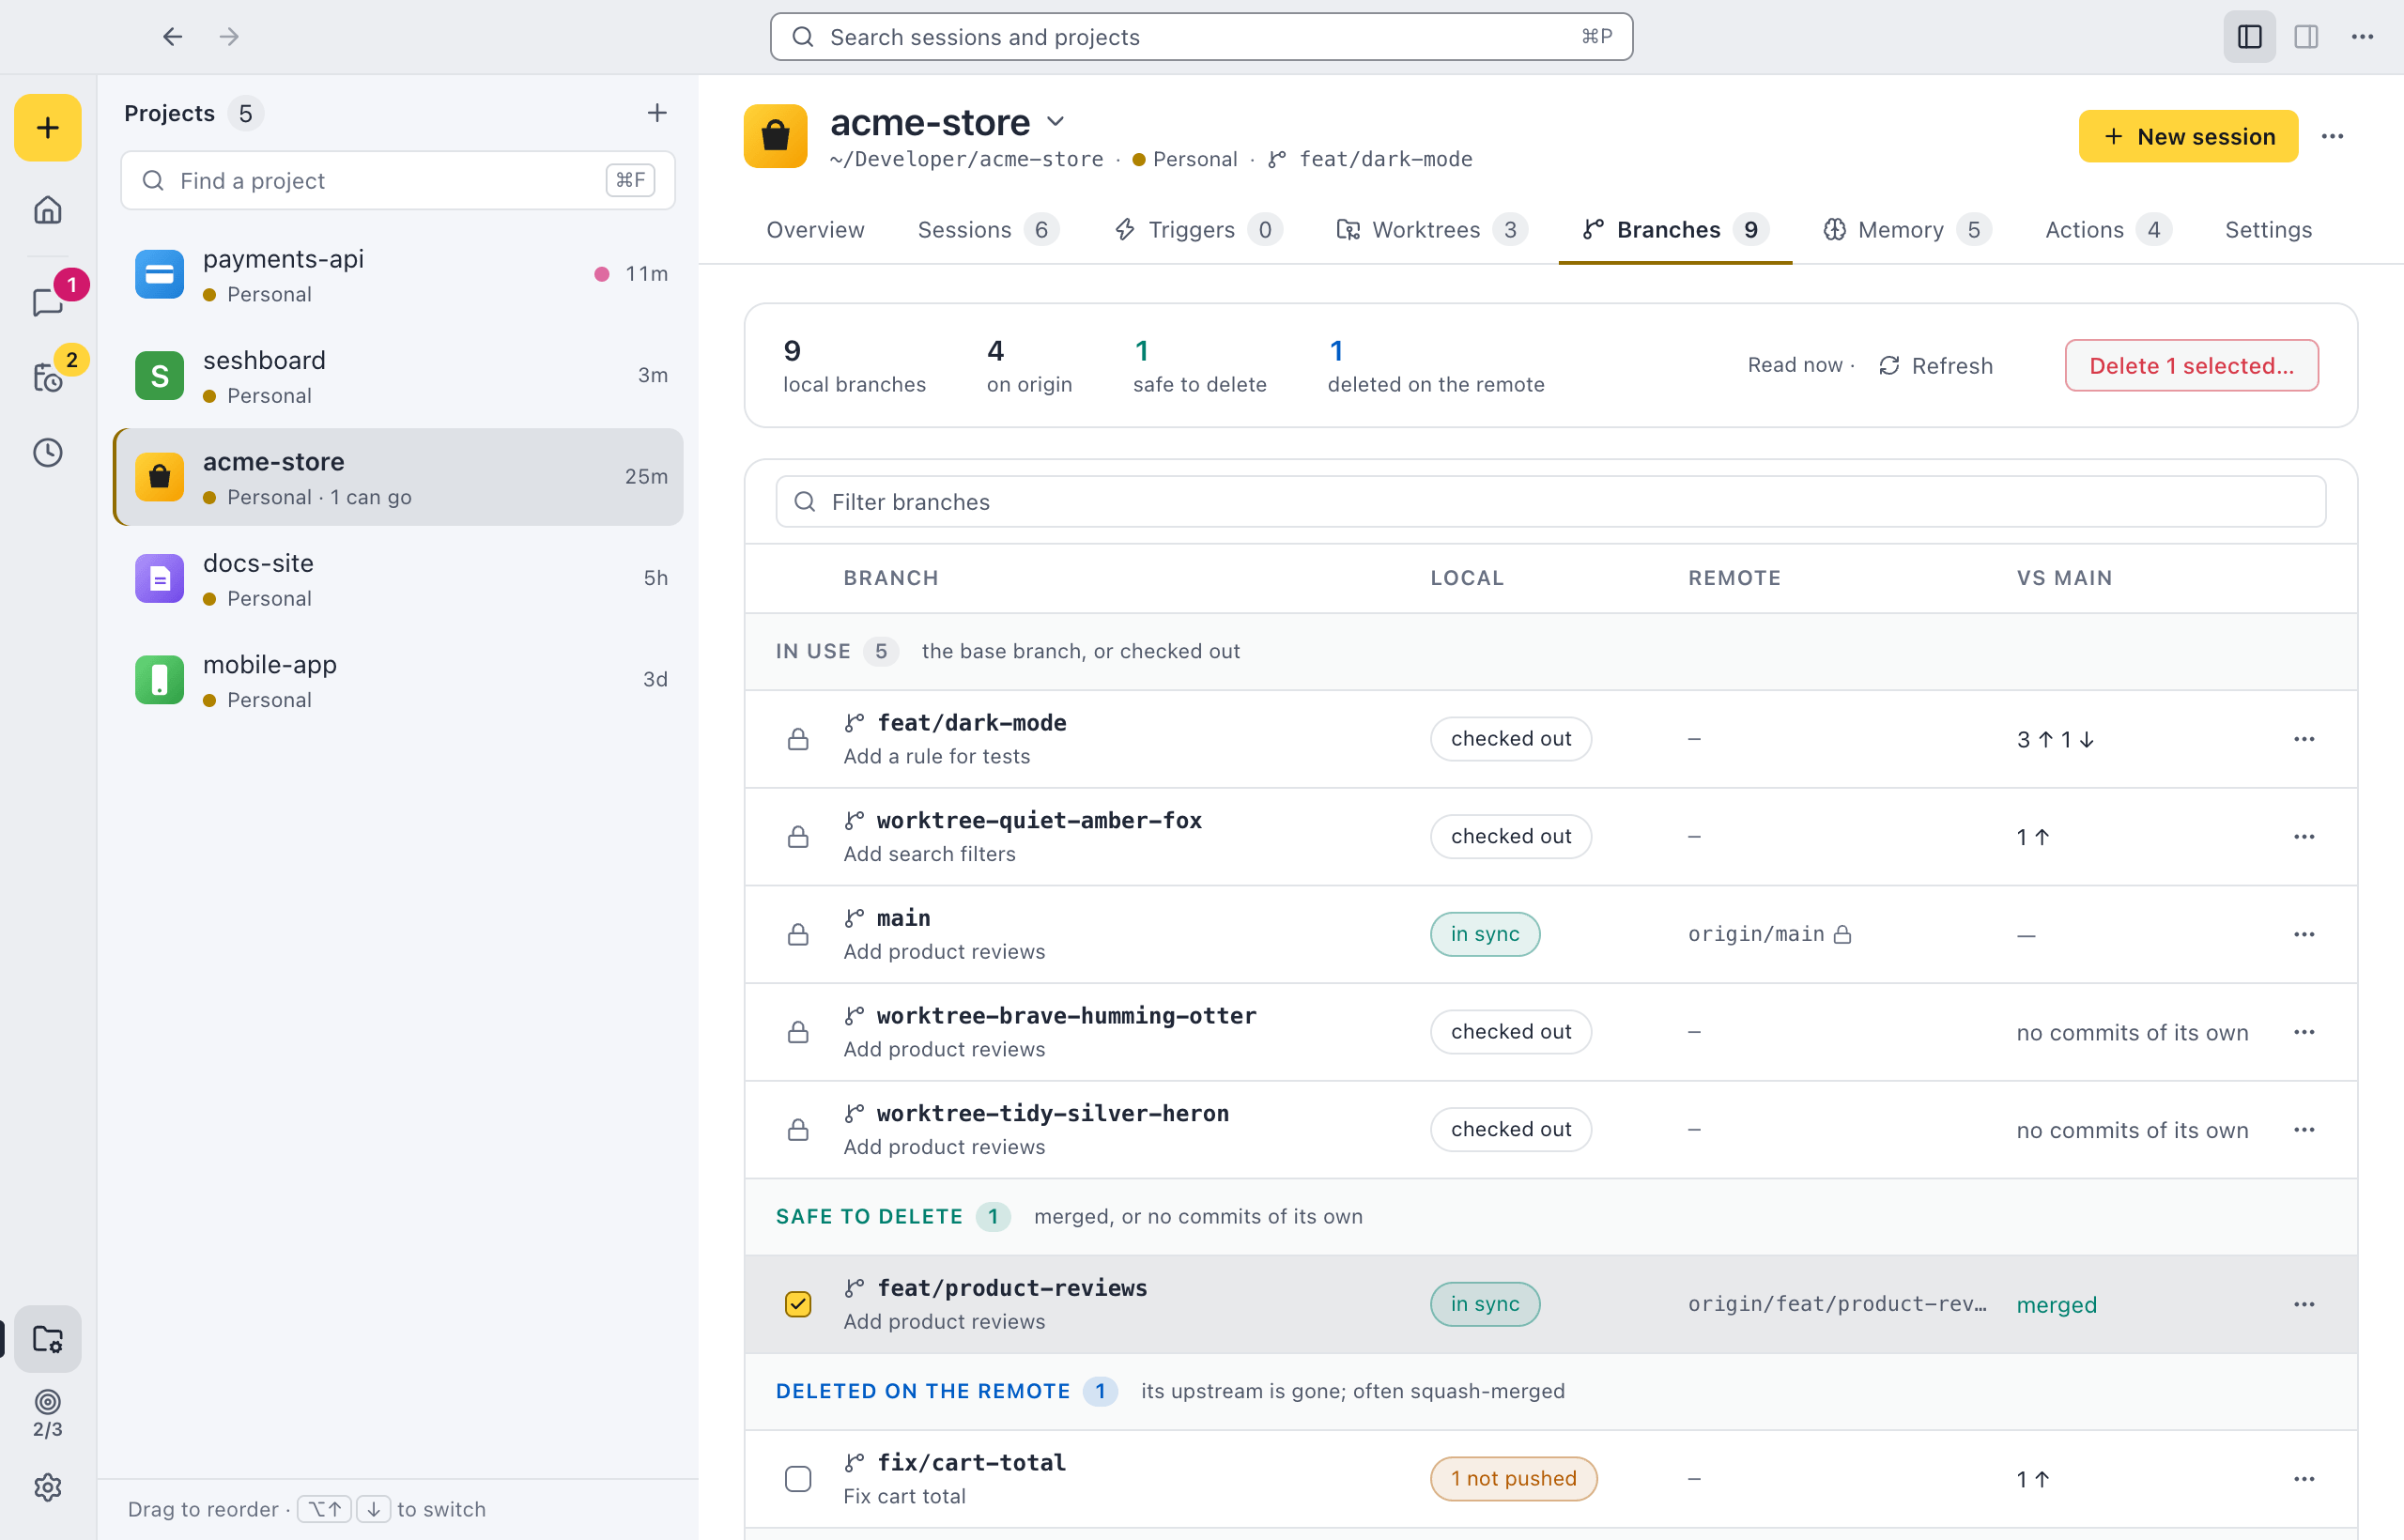 Search sessions and projects ⌘P
Projects 5
Find a project ⌘F
payments-api
Personal
11m
seshboard
Personal
3m
acme-store
Personal · 1 can go
25m
docs-site
Personal
5h
mobile-app
Personal
3d
1
2
2/3
Drag to reorder · ⌥↑ ↓ to switch
acme-store
~/Developer/acme-store · Personal · feat/dark-mode
+ New session
Overview Sessions 6 Triggers 0 Worktrees 3 Branches 9 Memory 5 Actions 4 Settings
9 4 1 1
local branches on origin safe to delete deleted on the remote
Read now · Refresh
Delete 1 selected...
Filter branches
BRANCH LOCAL REMOTE VS MAIN
IN USE 5 the base branch, or checked out
feat/dark-mode
Add a rule for tests
checked out – 3 ↑ 1 ↓
worktree-quiet-amber-fox
Add search filters
checked out – 1 ↑
main
Add product reviews
in sync origin/main —
worktree-brave-humming-otter
Add product reviews
checked out – no commits of its own
worktree-tidy-silver-heron
Add product reviews
checked out – no commits of its own
SAFE TO DELETE 1 merged, or no commits of its own
feat/product-reviews
Add product reviews
in sync origin/feat/product-rev… merged
DELETED ON THE REMOTE 1 its upstream is gone; often squash-merged
fix/cart-total
Fix cart total
1 not pushed – 1 ↑